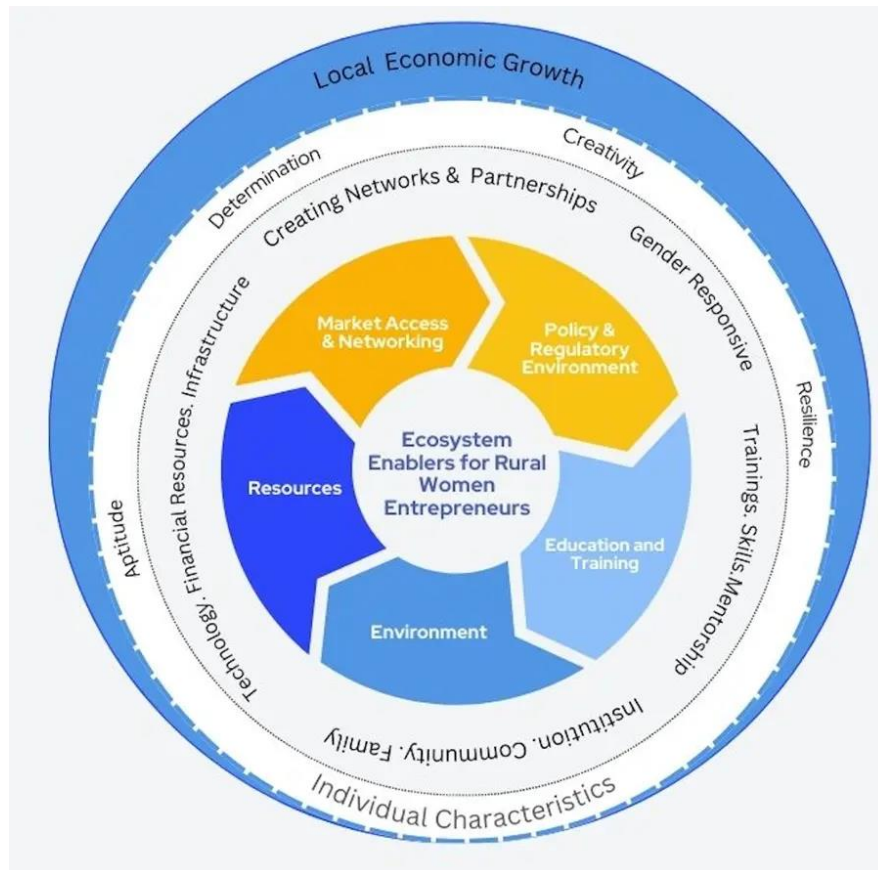 Local Economic Growth
Determination
Creativity
Resilience
Aptitude
Individual Characteristics
Creating Networks & Partnerships
Gender Responsive
Trainings. Skills.Mentorship
Institution. Community. Family
Technology. Financial Resources. Infrastructure
Market Access
& Networking
Policy &
Regulatory
Environment
Education and
Training
Environment
Resources
Ecosystem
Enablers for Rural
Women
Entrepreneurs